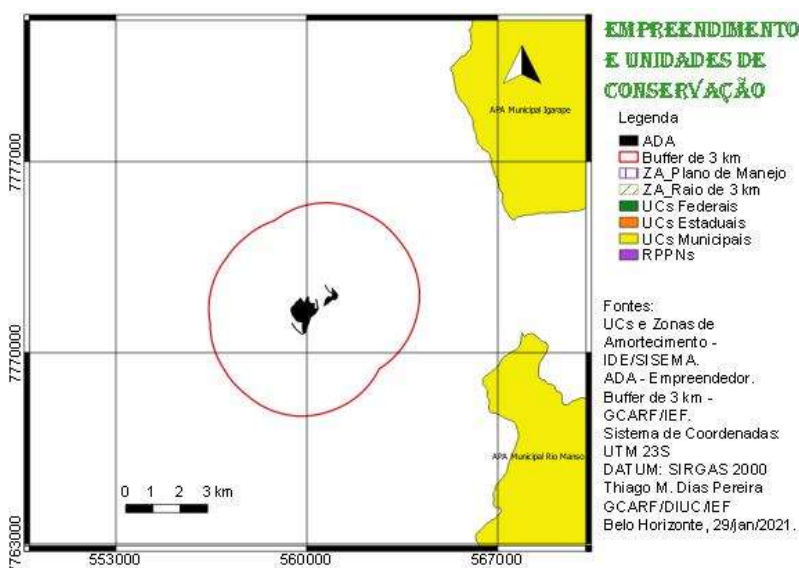 EMPREENDIMENTO
E UNIDADES DE
CONSERVAÇÃO
Legenda
ADA
Buffer de 3 km
ZA_Plano de Manejo
ZA_Raio de 3 km
UCs Federais
UCs Estaduais
UCs Municipais
RPPNs
Fontes:
UCs e Zonas de
Amortecimento -
IDE/SISEMA.
ADA - Empreendedor.
Buffer de 3 km -
GCARF/IEF.
Sistema de Coordenadas:
UTM 23S
DATUM: SIRGAS 2000
Thiago M. Dias Pereira
GCARF/DIUC/IEF
Belo Horizonte, 29/jan/2021.
APA Municipal Igarape
APA Municipal Rio Manso
7777000
7770000
7763000
0 1 2 3 km
553000 560000 567000